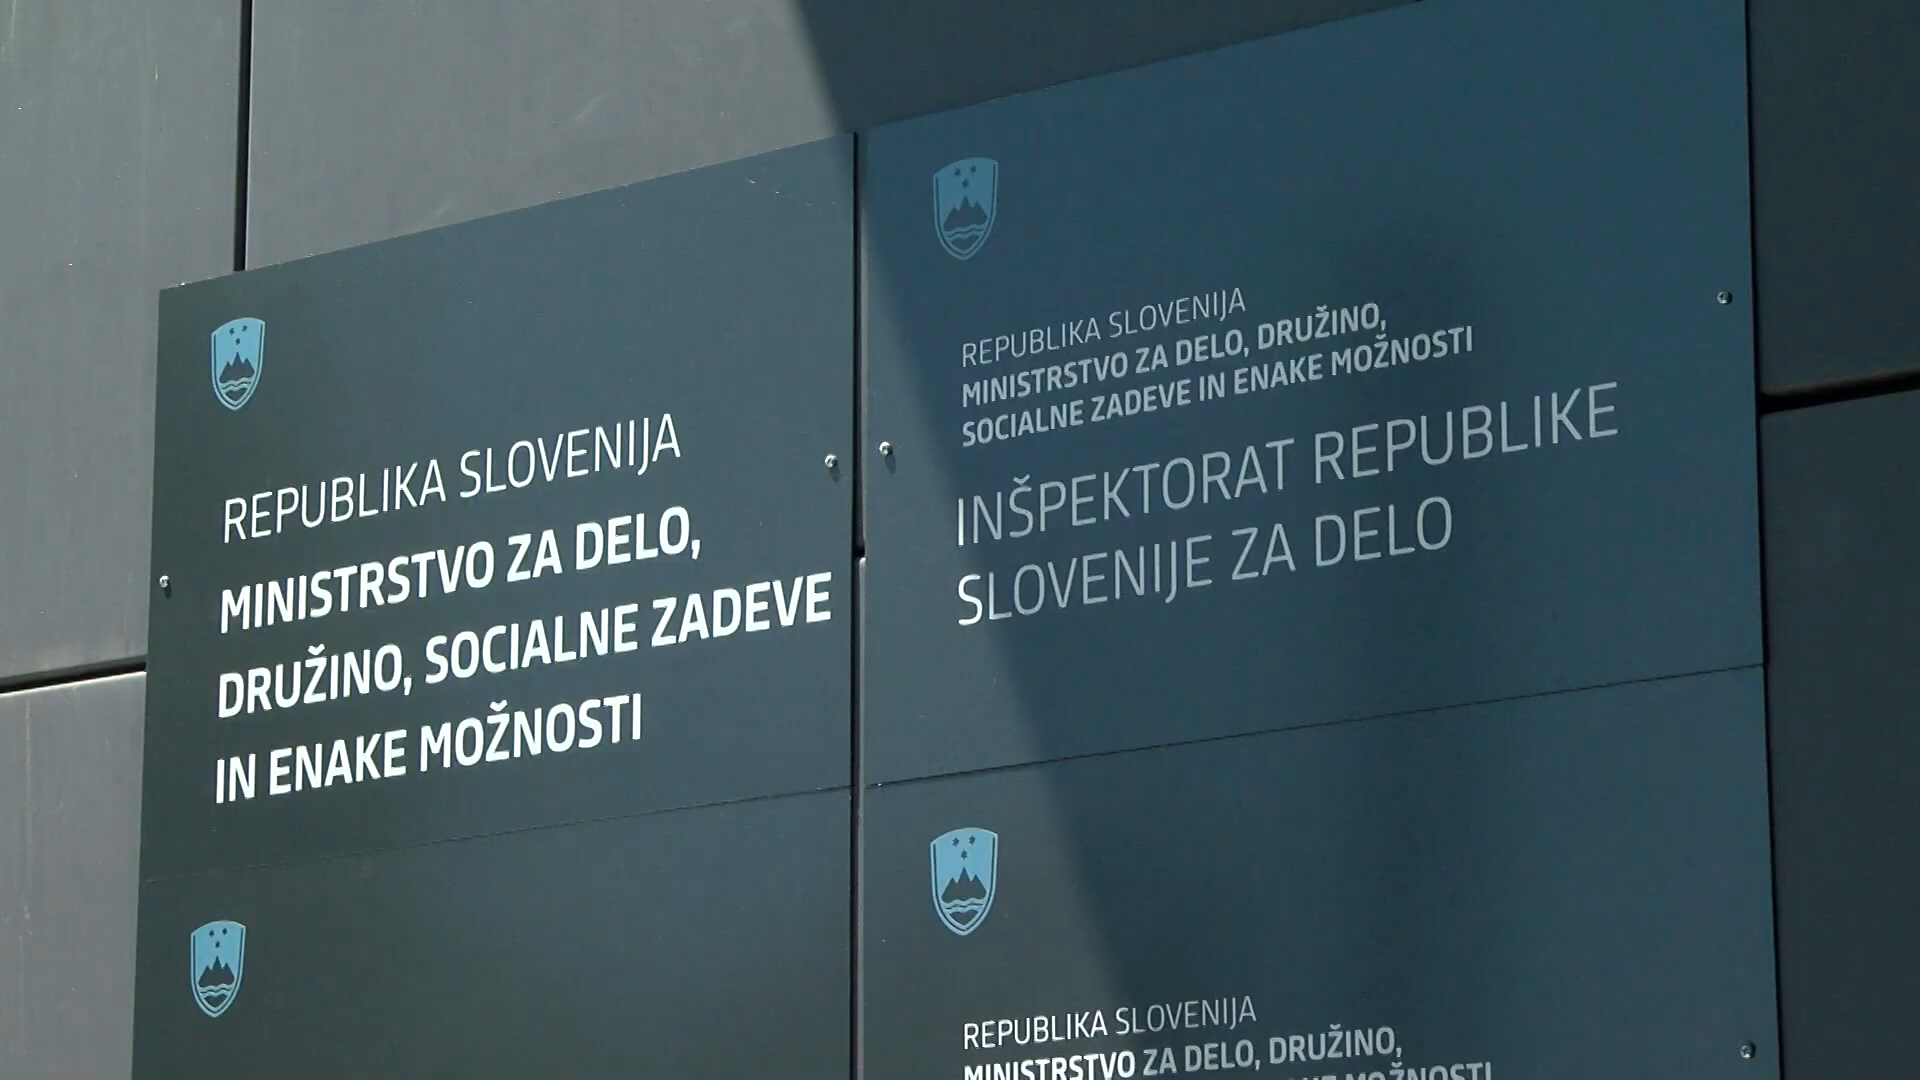 REPUBLIKA SLOVENIJA
MINISTRSTVO ZA DELO,
DRUŽINO, SOCIALNE ZADEVE
IN ENAKE MOŽNOSTI
REPUBLIKA SLOVENIJA
MINISTRSTVO ZA DELO, DRUŽINO,
SOCIALNE ZADEVE IN ENAKE MOŽNOSTI
INŠPEKTORAT REPUBLIKE
SLOVENIJE ZA DELO
REPUBLIKA SLOVENIJA
MINISTRSTVO ZA DELO, DRUŽINO,
MOŽNOSTI